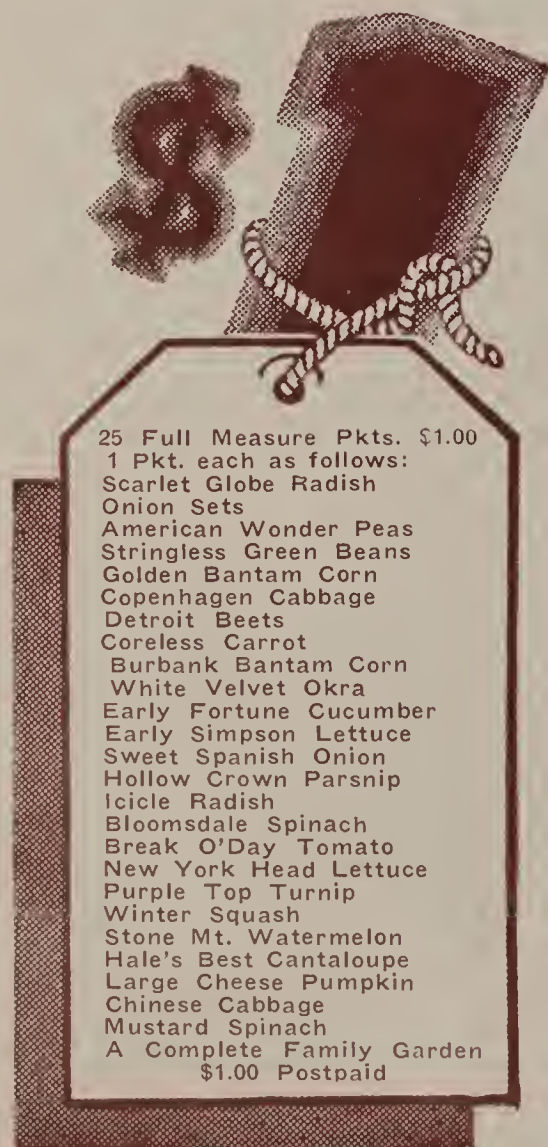 $1
25 Full Measure Pkts. $1.00
1 Pkt. each as follows:
Scarlet Globe Radish
Onion Sets
American Wonder Peas
Stringless Green Beans
Golden Bantam Corn
Copenhagen Cabbage
Detroit Beets
Coreless Carrot
Burbank Bantam Corn
White Velvet Okra
Early Fortune Cucumber
Early Simpson Lettuce
Sweet Spanish Onion
Hollow Crown Parsnip
Icicle Radish
Bloomsdale Spinach
Break O'Day Tomato
New York Head Lettuce
Purple Top Turnip
Winter Squash
Stone Mt. Watermelon
Hale's Best Cantaloupe
Large Cheese Pumpkin
Chinese Cabbage
Mustard Spinach
A Complete Family Garden
$1.00 Postpaid